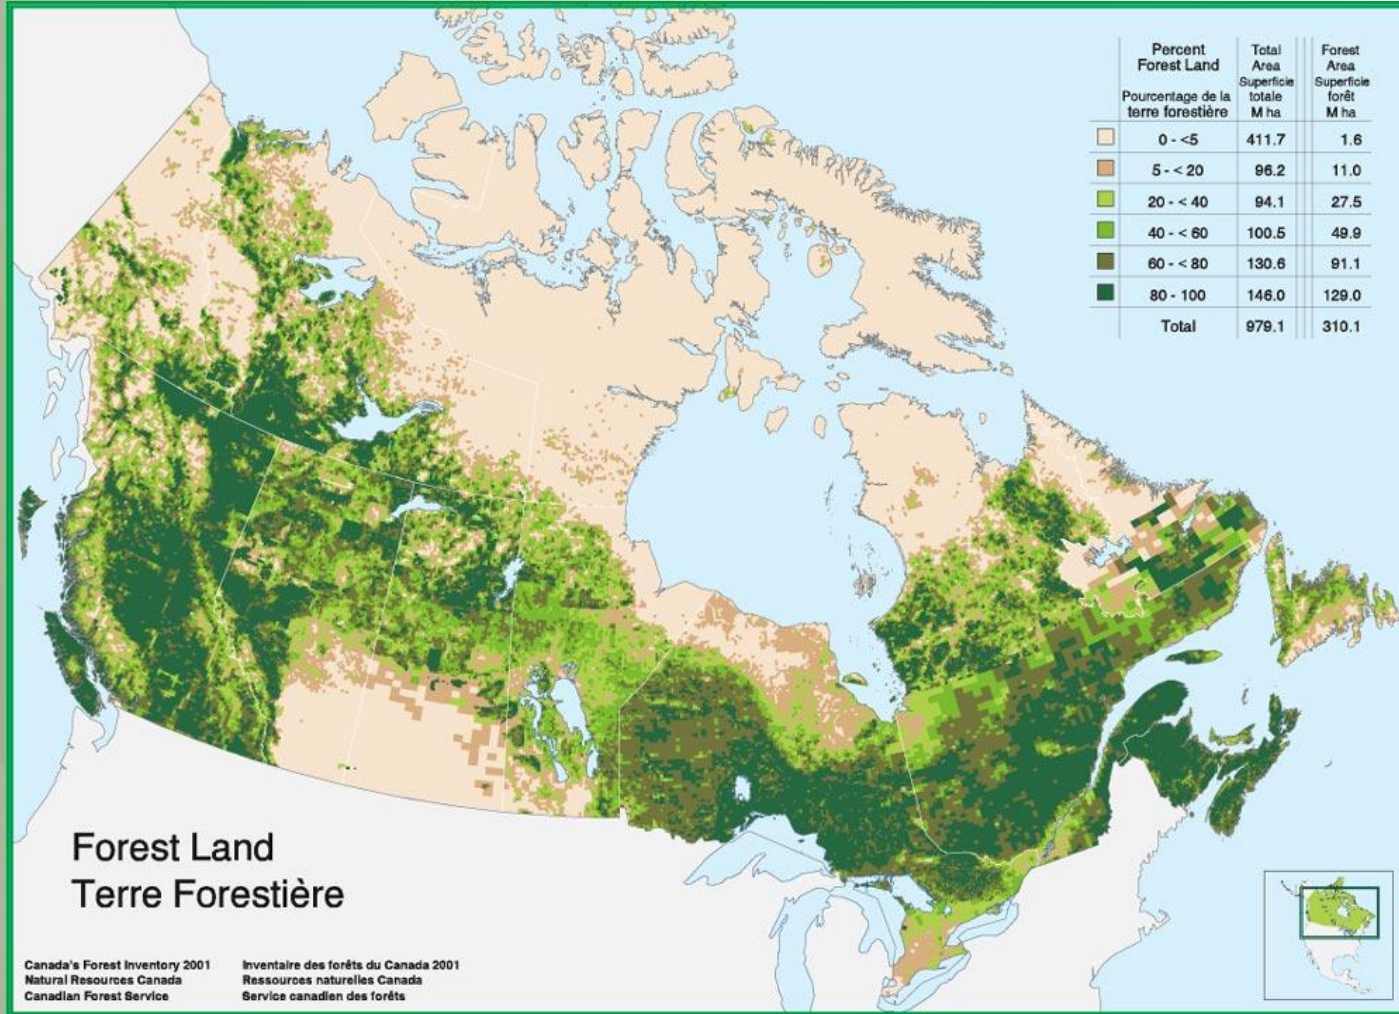 Percent
Forest Land
Pourcentage de la
terre forestière
Total
Area
Superficie
totale
M ha
Forest
Area
Superficie
forêt
M ha
0 - <5 411.7 1.6
5 - < 20 96.2 11.0
20 - < 40 94.1 27.5
40 - < 60 100.5 49.9
60 - < 80 130.6 91.1
80 - 100 146.0 129.0
Total 979.1 310.1
Forest Land
Terre Forestière
Canada's Forest Inventory 2001
Natural Resources Canada
Canadian Forest Service
Inventaire des forêts du Canada 2001
Ressources naturelles Canada
Service canadien des forêts